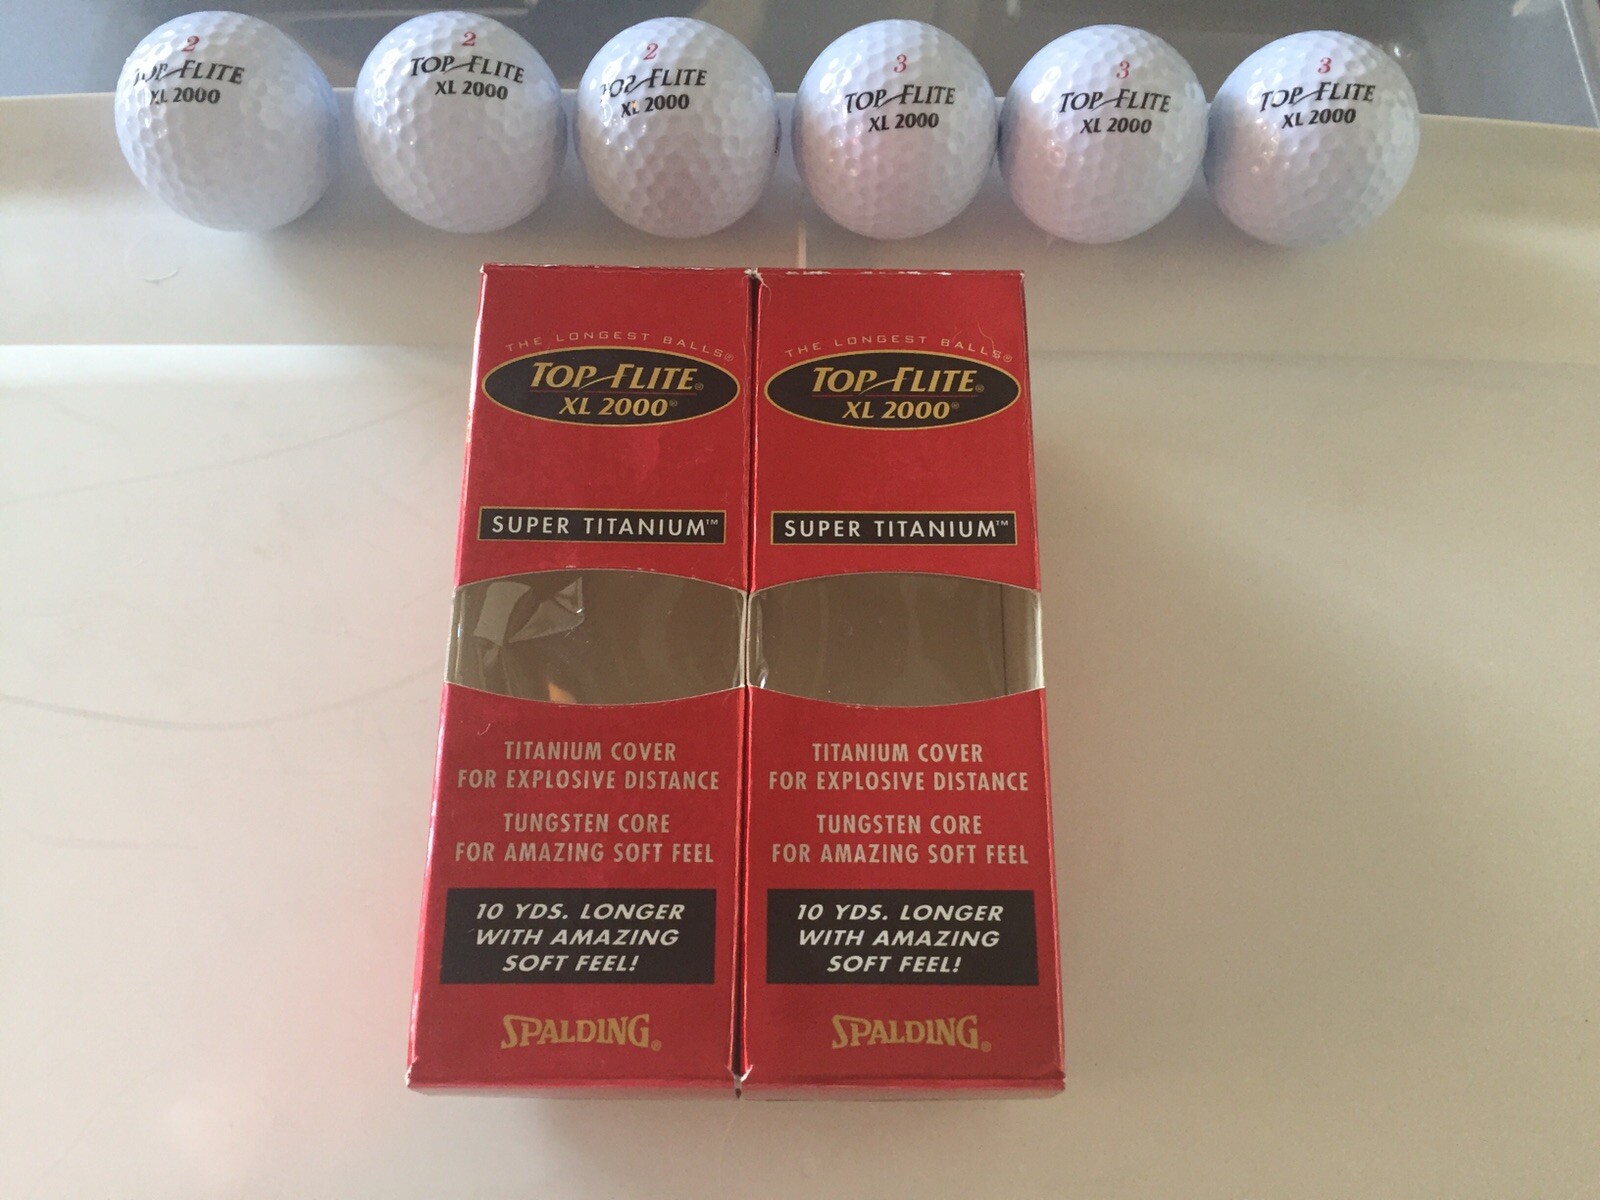 2
TOP-FLITE
XL 2000
2
TOP-FLITE
XL 2000
2
TOP-FLITE
XL 2000
3
TOP-FLITE
XL 2000
3
TOP-FLITE
XL 2000
3
TOP-FLITE
XL 2000
THE LONGEST BALLS®
TOP-FLITE®
XL 2000®
SUPER TITANIUM™
TITANIUM COVER
FOR EXPLOSIVE DISTANCE
TUNGSTEN CORE
FOR AMAZING SOFT FEEL
10 YDS. LONGER
WITH AMAZING
SOFT FEEL!
SPALDING®
THE LONGEST BALLS®
TOP-FLITE®
XL 2000®
SUPER TITANIUM™
TITANIUM COVER
FOR EXPLOSIVE DISTANCE
TUNGSTEN CORE
FOR AMAZING SOFT FEEL
10 YDS. LONGER
WITH AMAZING
SOFT FEEL!
SPALDING®